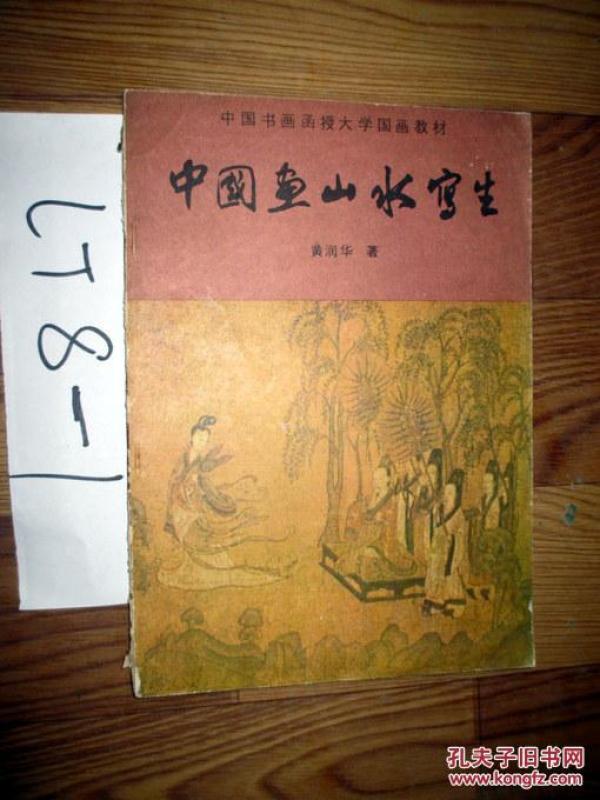 中国书画函授大学国画教材
中國畫山水寫生
黄润华 著
LT8-1
孔夫子旧书网
www.kongfz.com